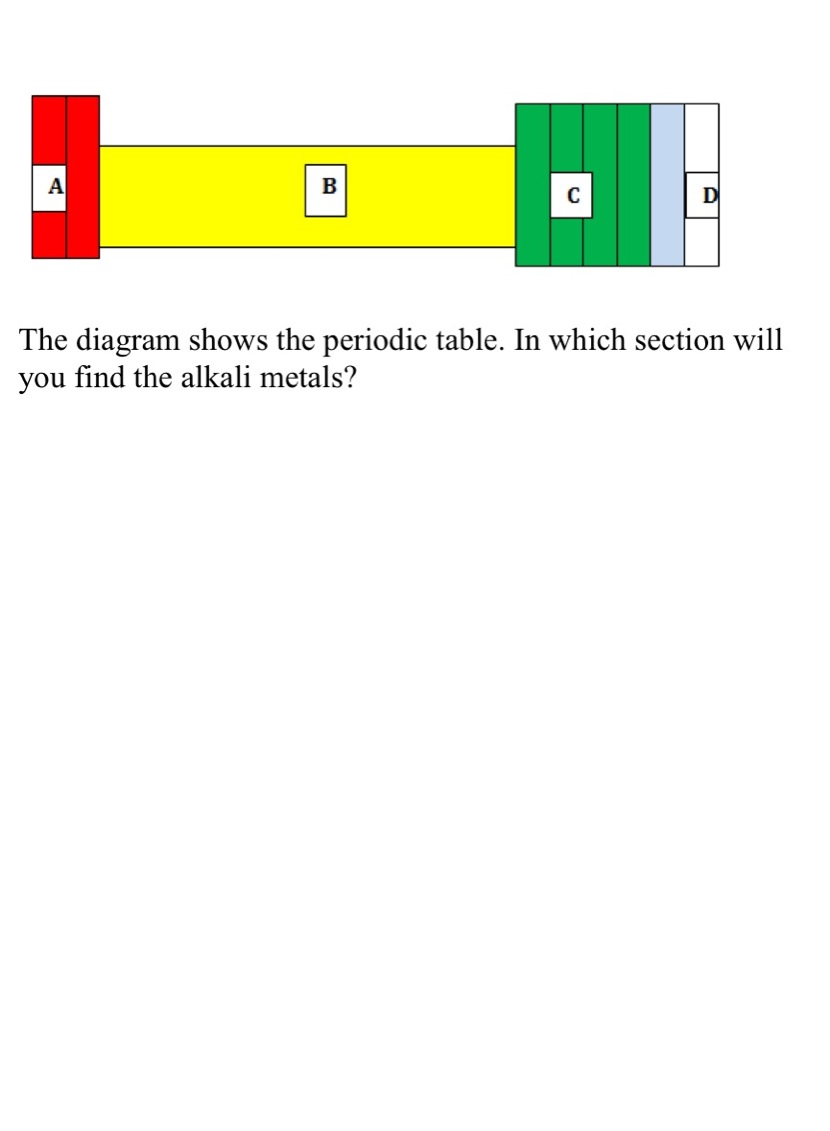 A
B
C
D
The diagram shows the periodic table. In which section will
you find the alkali metals?